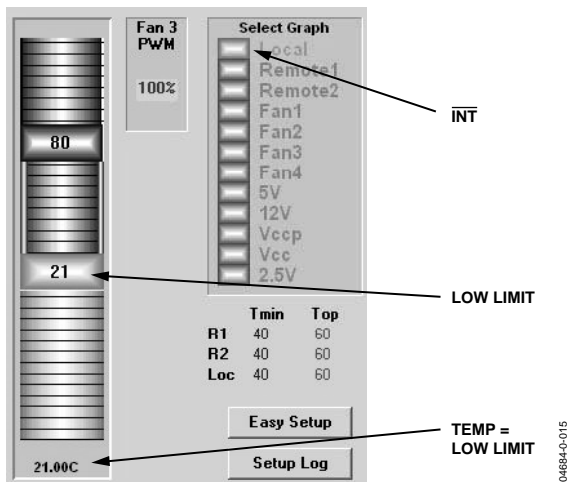 Fan 3
PWM
100%
Select Graph
Local
Remote1
Remote2
Fan1
Fan2
Fan3
Fan4
5V
12V
Vccp
Vcc
2.5V
80
21
21.00C
Tmin Top
R1 40 60
R2 40 60
Loc 40 60
Easy Setup
Setup Log
INT
LOW LIMIT
TEMP =
LOW LIMIT
04684-0-015